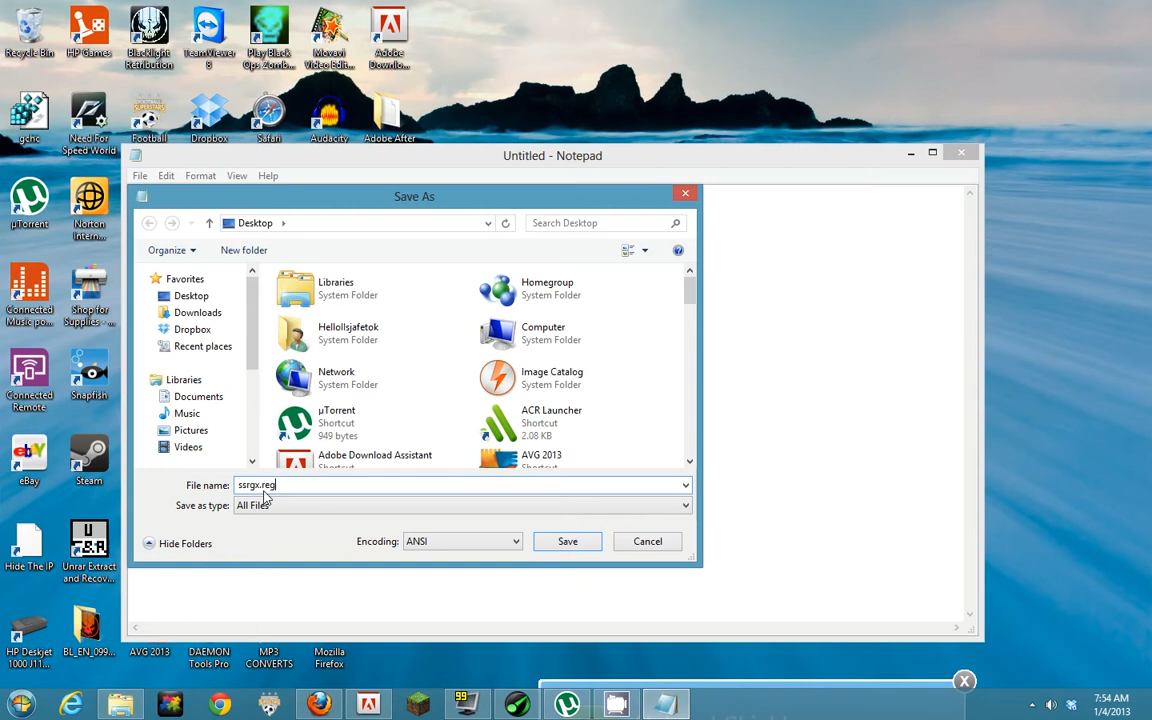 Recycle Bin
HP Games
Blacklight
Retribution
TeamViewer
8
Play Black
Ops Zomb...
Movavi
Video Edit...
Adobe
Downlo...
gchc
Need For
Speed World
Football
Dropbox
Safari
Audacity
Adobe After
µTorrent
Norton
Intern...
Connected
Music po...
Shop for
Supplies - ...
Connected
Remote
Snapfish
eBay
Steam
Hide The IP
Unrar Extract
and Recov...
HP Deskjet
1000 J11...
BL_EN_099...
AVG 2013
DAEMON
Tools Pro
MP3
CONVERTS
Mozilla
Firefox
Untitled - Notepad
File Edit Format View Help
Save As
Desktop
Search Desktop
Organize New folder
Favorites
Desktop
Downloads
Dropbox
Recent places
Libraries
Documents
Music
Pictures
Videos
Libraries
System Folder
Homegroup
System Folder
Hellollsjafetok
System Folder
Computer
System Folder
Network
System Folder
Image Catalog
System Folder
µTorrent
Shortcut
949 bytes
ACR Launcher
Shortcut
2.08 KB
Adobe Download Assistant
AVG 2013
File name: ssrgx.reg
Save as type: All Files
Hide Folders
Encoding: ANSI
Save
Cancel
99
7:54 AM
1/4/2013